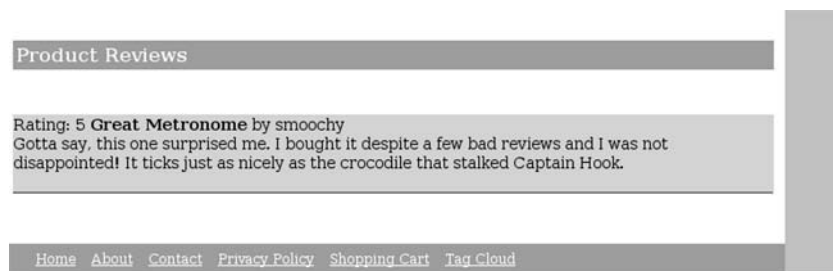 Product Reviews
Rating: 5 Great Metronome by smoochy
Gotta say, this one surprised me. I bought it despite a few bad reviews and I was not
disappointed! It ticks just as nicely as the crocodile that stalked Captain Hook.
Home About Contact Privacy Policy Shopping Cart Tag Cloud